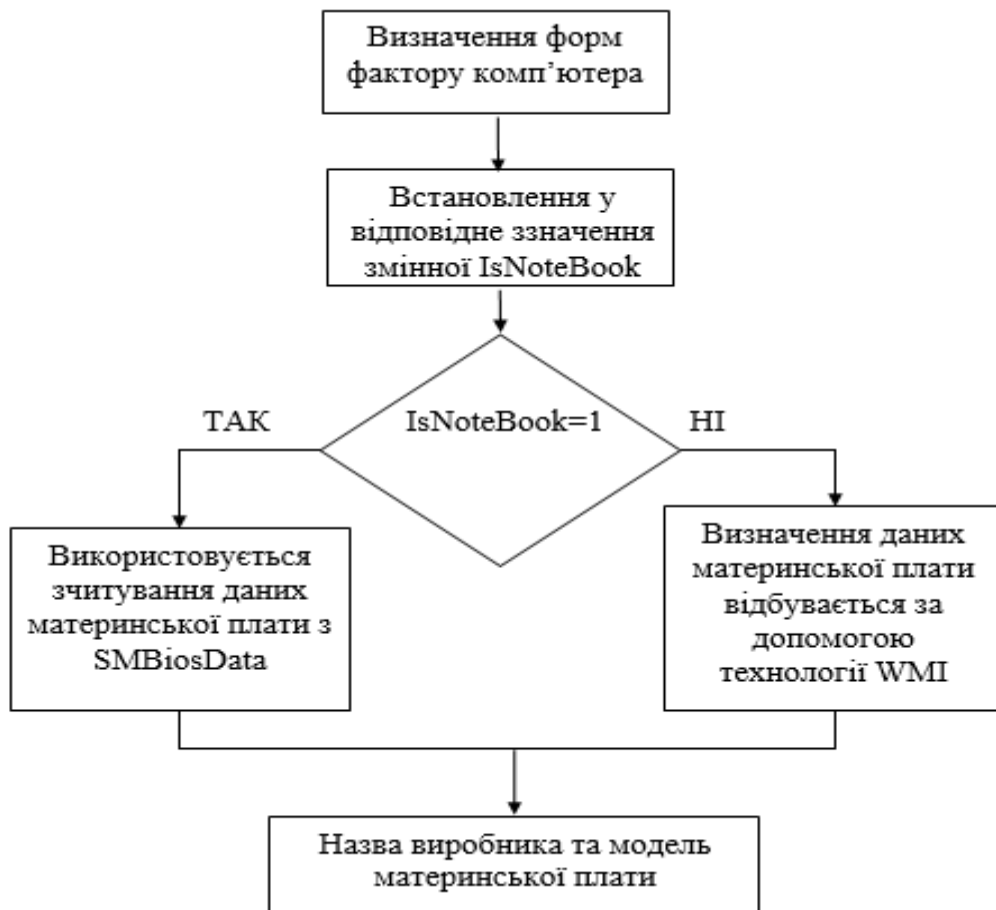 Визначення форм
фактору комп’ютера
Встановлення у
відповідне ззначення
змінної IsNoteBook
ТАК
IsNoteBook=1
НІ
Використовується
зчитування даних
материнської плати з
SMBiosData
Визначення даних
материнської плати
відбувається за
допомогою
технології WMI
Назва виробника та модель
материнської плати